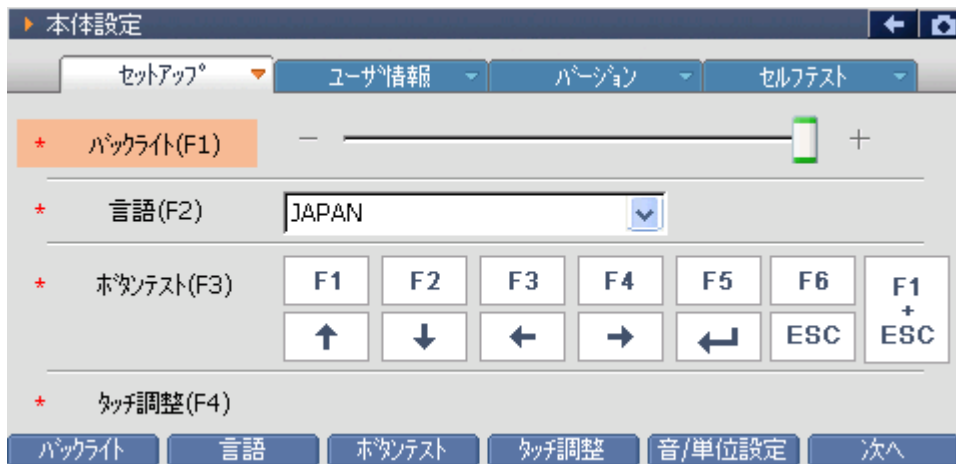 本体設定
ｾｯﾄｱｯﾌﾟ ﾕｰｻﾞ情報 ﾊﾞｰｼﾞｮﾝ ｾﾙﾌﾃｽﾄ
* ﾊﾞｯｸﾗｲﾄ(F1) − +
* 言語(F2) JAPAN
* ﾎﾞﾀﾝﾃｽﾄ(F3) F1 F2 F3 F4 F5 F6 F1
+
↑ ↓ ← → ↵ ESC ESC
* ﾀｯﾁ調整(F4)
ﾊﾞｯｸﾗｲﾄ 言語 ﾎﾞﾀﾝﾃｽﾄ ﾀｯﾁ調整 音/単位設定 次へ